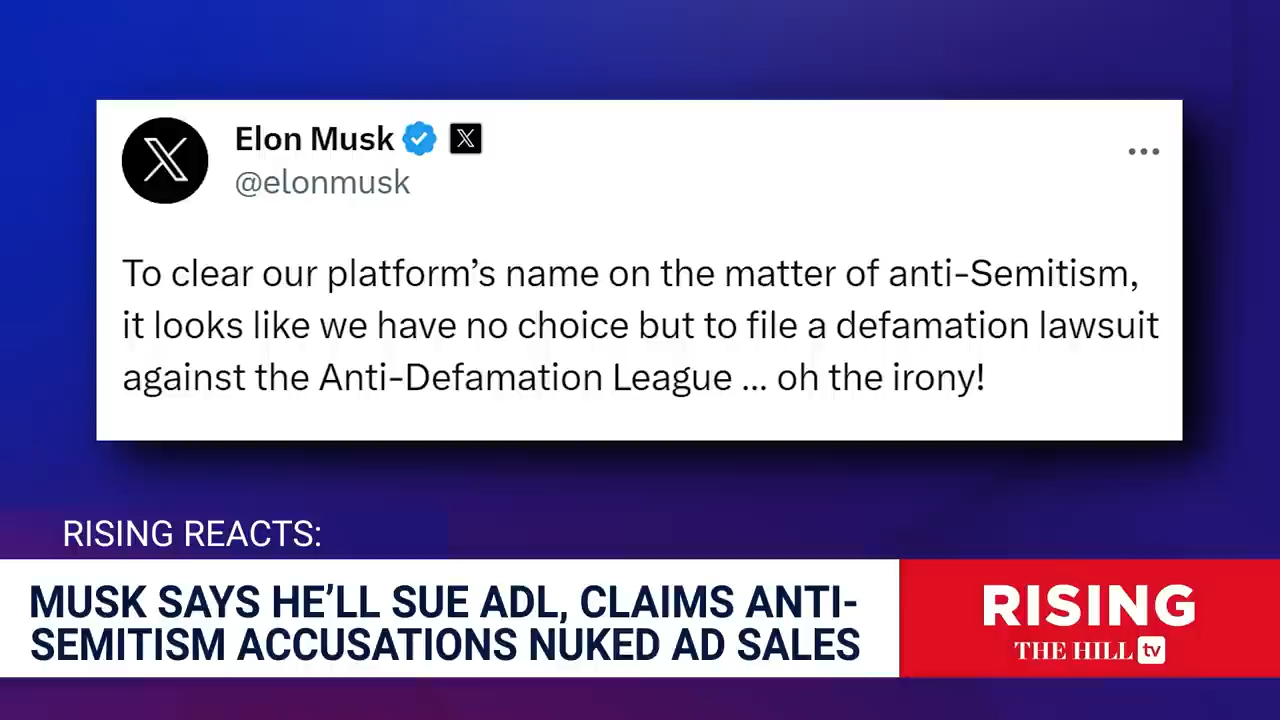 Elon Musk
@elonmusk
To clear our platform’s name on the matter of anti-Semitism,
it looks like we have no choice but to file a defamation lawsuit
against the Anti-Defamation League ... oh the irony!
RISING REACTS:
MUSK SAYS HE’LL SUE ADL, CLAIMS ANTI-
SEMITISM ACCUSATIONS NUKED AD SALES
RISING
THE HILL tv